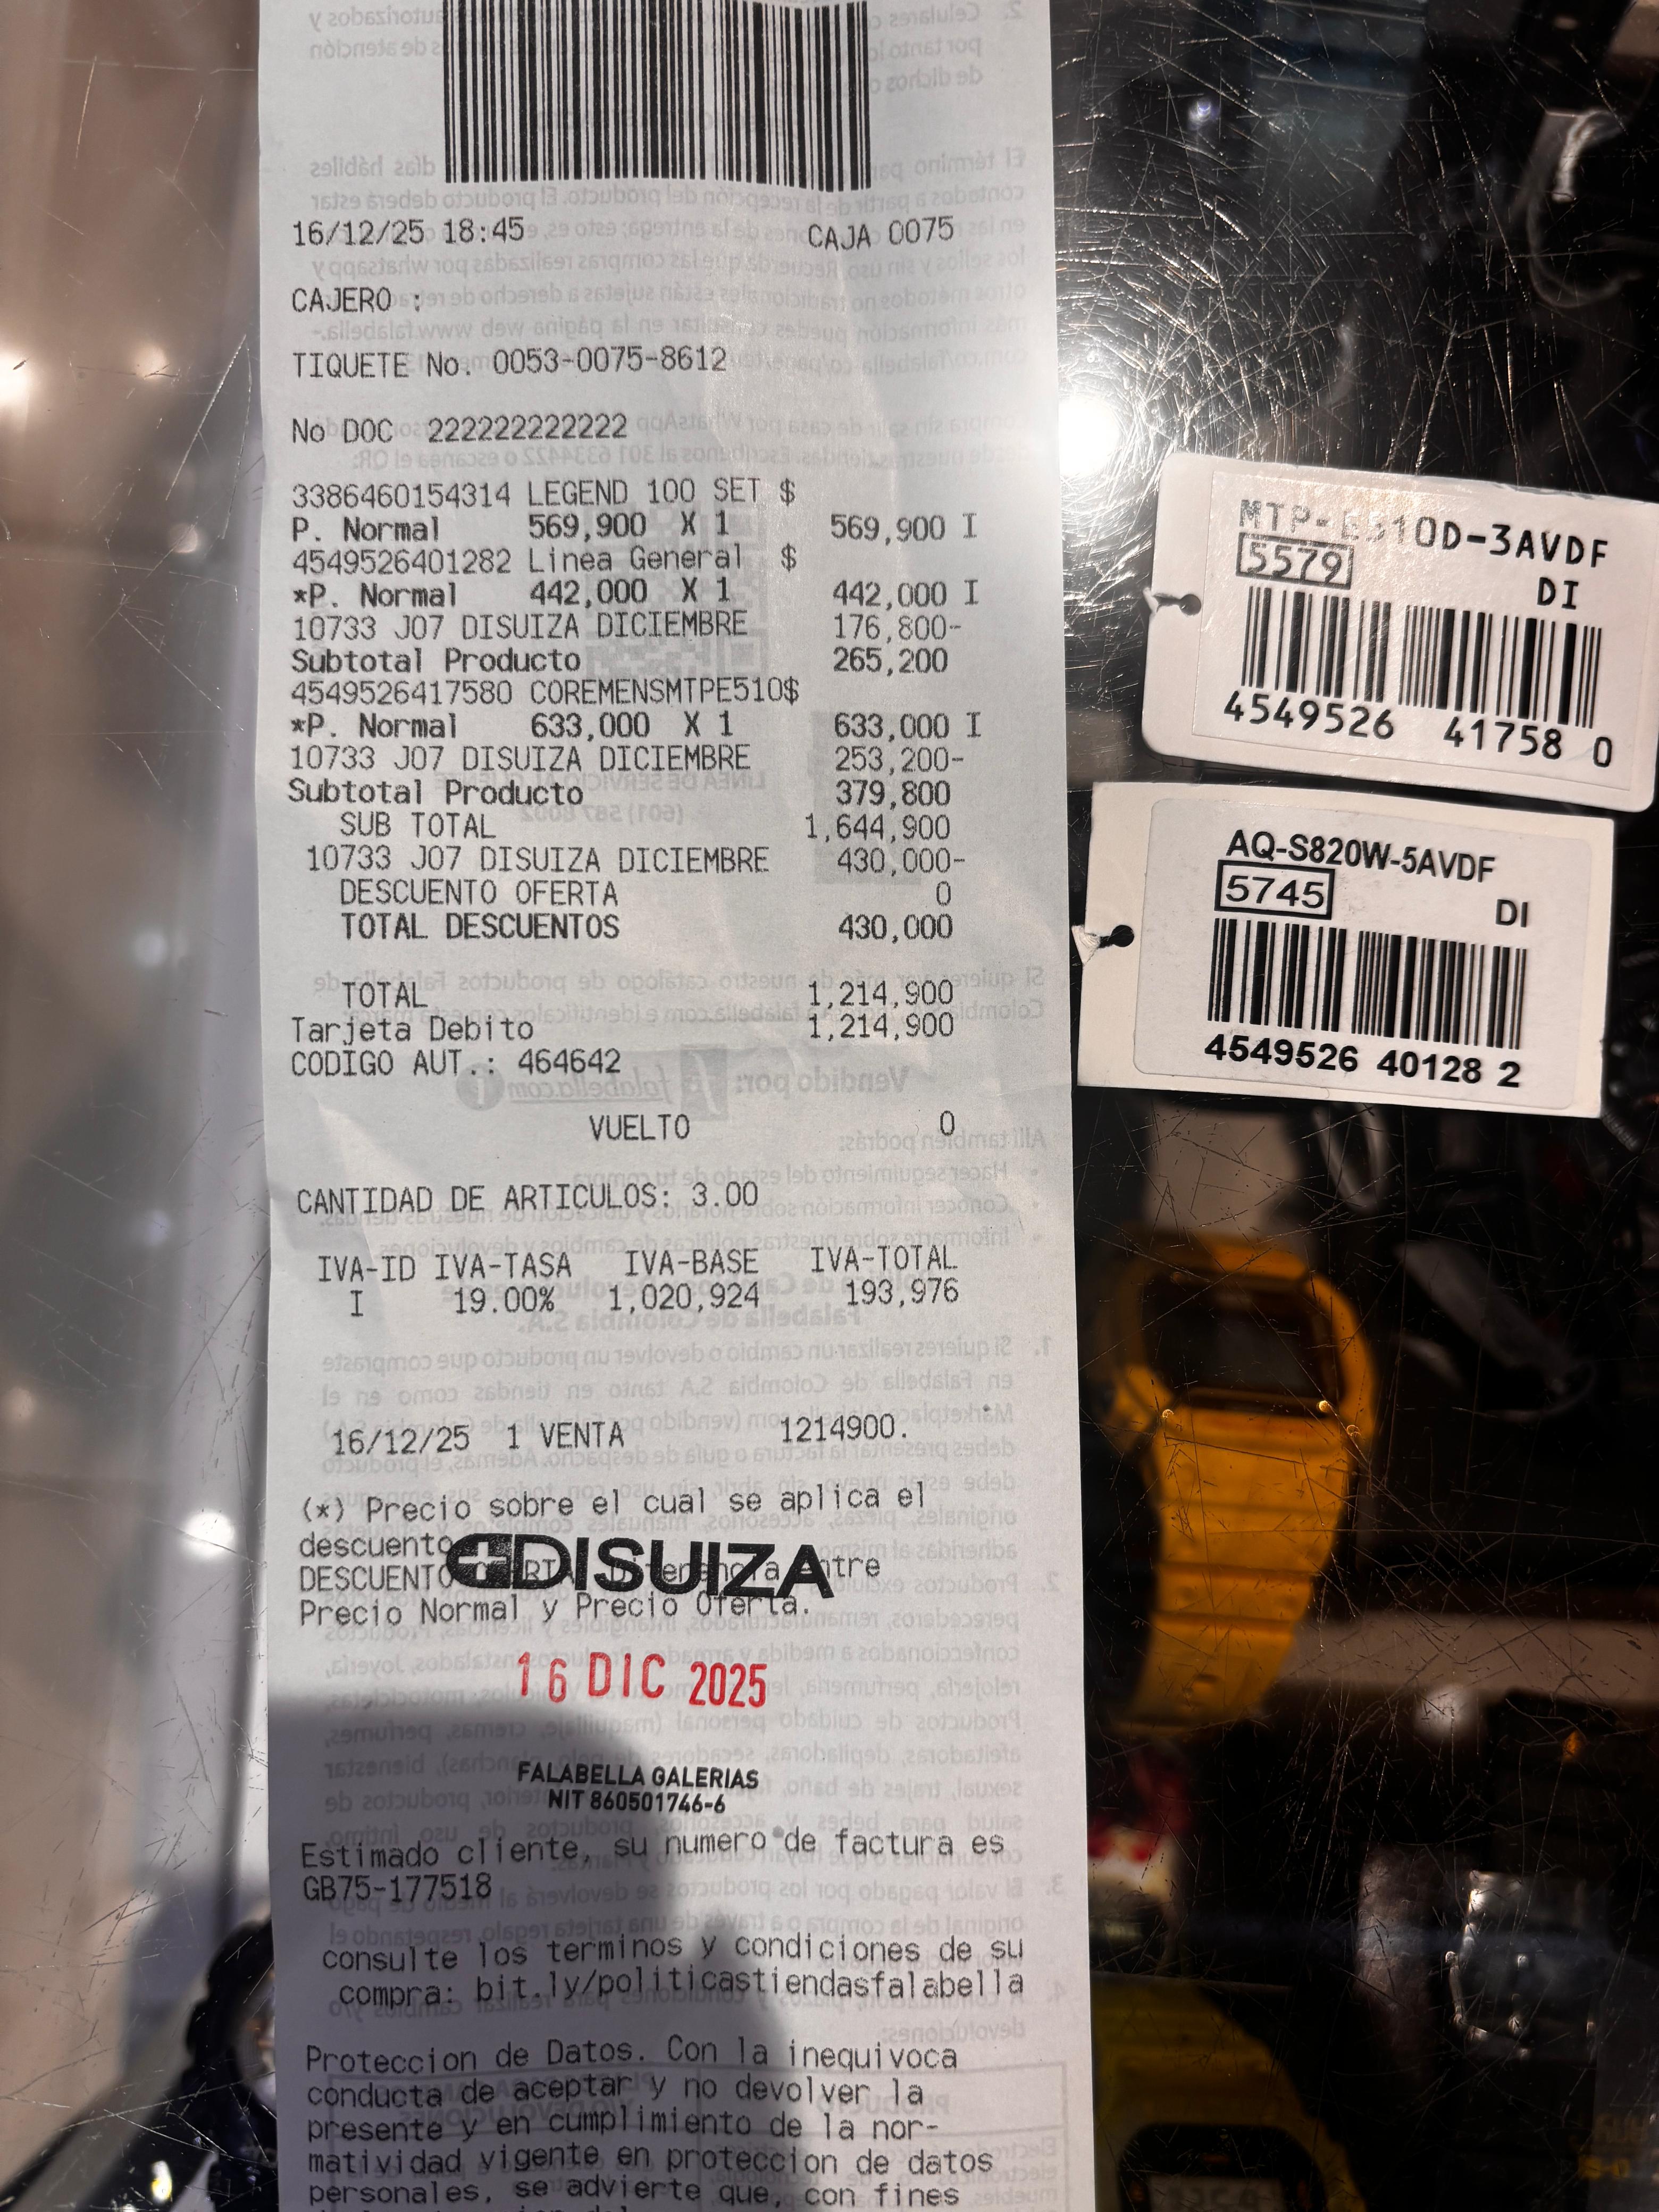 16/12/25 18:45 CAJA 0075
CAJERO :
TIQUETE No. 0053-0075-8612
No DOC 222222222222
3386460154314 LEGEND 100 SET $
P. Normal 569,900 X 1 569,900 I
4549526401282 Linea General $
*P. Normal 442,000 X 1 442,000 I
10733 J07 DISUIZA DICIEMBRE 176,800-
Subtotal Producto 265,200
4549526417580 COREMENSMTPE510$
*P. Normal 633,000 X 1 633,000 I
10733 J07 DISUIZA DICIEMBRE 253,200-
Subtotal Producto 379,800
SUB TOTAL 1,644,900
10733 J07 DISUIZA DICIEMBRE 430,000-
DESCUENTO OFERTA 0
TOTAL DESCUENTOS 430,000
TOTAL 1,214,900
Tarjeta Debito 1,214,900
CODIGO AUT.: 464642
VUELTO 0
CANTIDAD DE ARTICULOS: 3.00
IVA-ID IVA-TASA IVA-BASE IVA-TOTAL
I 19.00% 1,020,924 193,976
16/12/25 1 VENTA 1214900.
(*) Precio sobre el cual se aplica el
descuento
DISUIZA
DESCUENTO
Precio Normal y Precio Oferta.
16 DIC 2025
FALABELLA GALERIAS
NIT 860501746-6
Estimado cliente, su numero de factura es
GB75-177518
consulte los terminos y condiciones de su
compra: bit.ly/politicastiendasfalabella
Proteccion de Datos. Con la inequivoca
conducta de aceptar y no devolver la
presente y en cumplimiento de la nor-
matividad vigente en proteccion de datos
personales, se advierte que, con fines
MTP-E510D-3AVDF
5579
DI
4549526 41758 0
AQ-S820W-5AVDF
5745
DI
4549526 40128 2